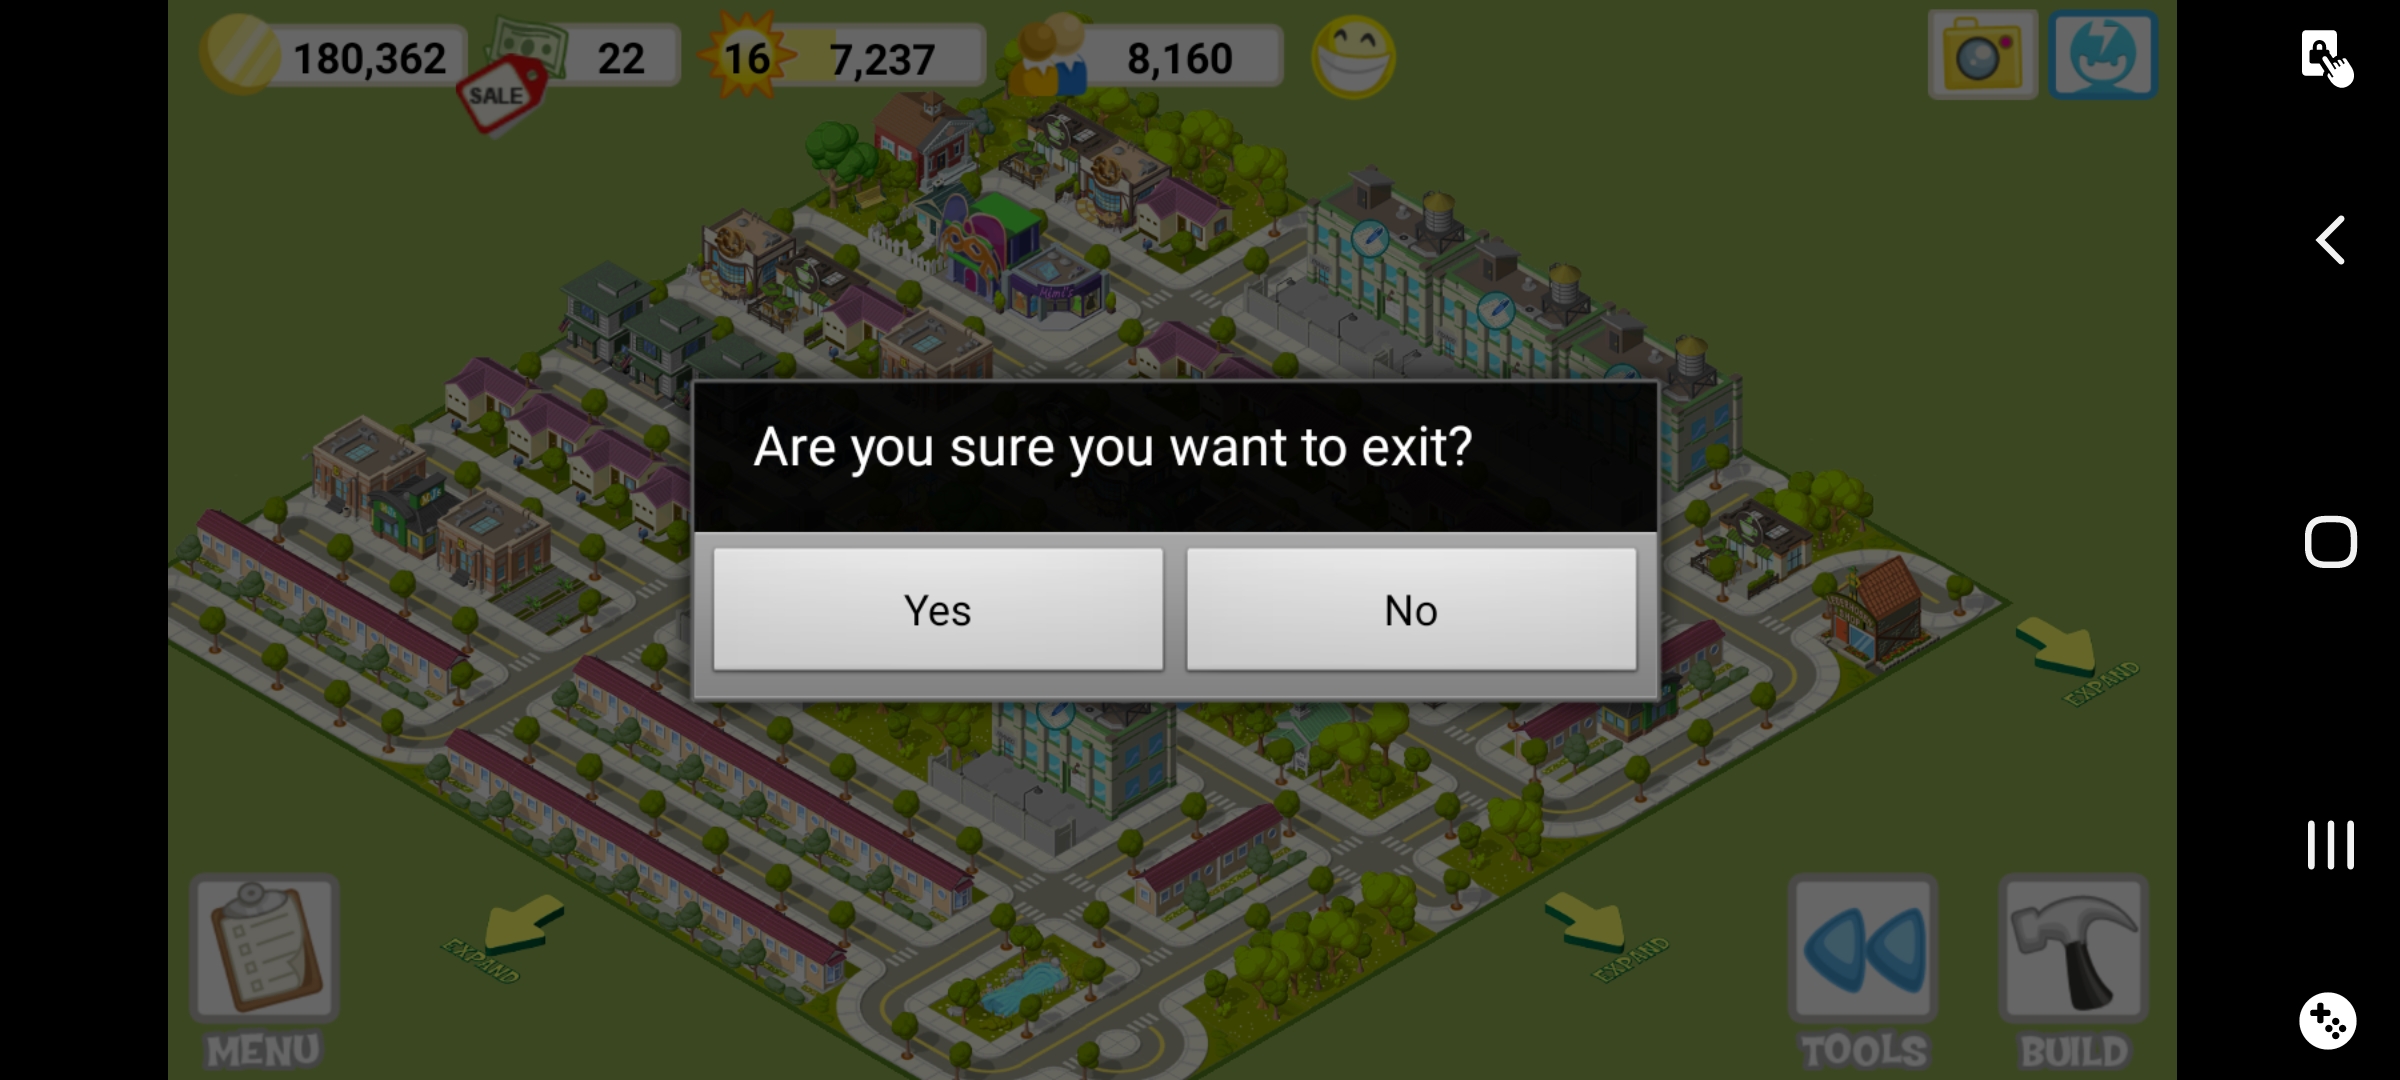 180,362
22
16
7,237
8,160
SALE
Mimi's
Are you sure you want to exit?
Yes
No
EXPAND
EXPAND
EXPAND
MENU
TOOLS
BUILD